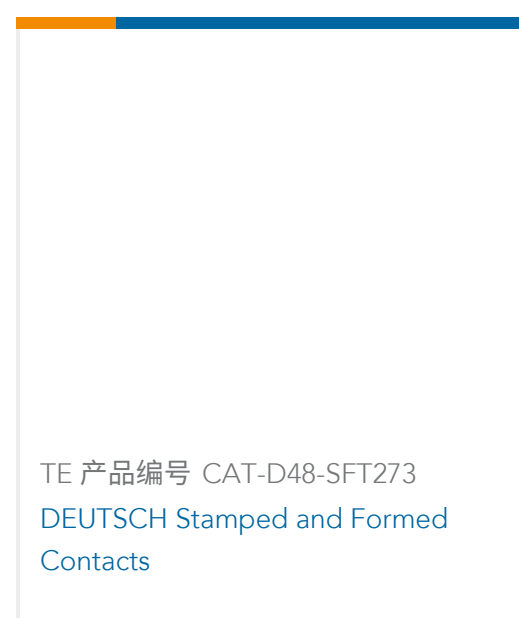 TE 产品编号 CAT-D48-SFT273
DEUTSCH Stamped and Formed
Contacts